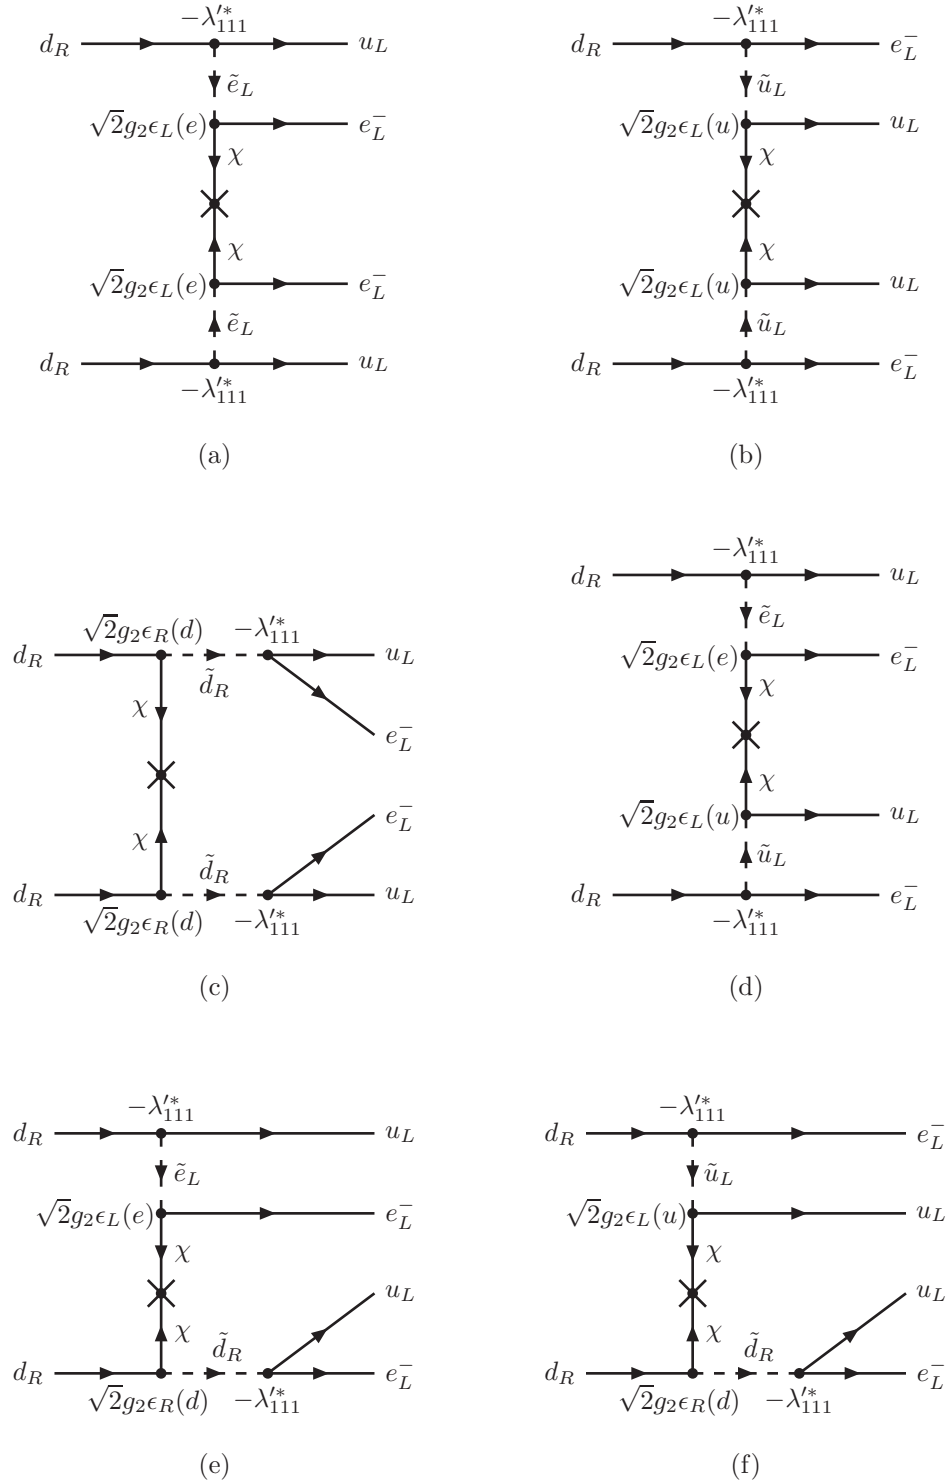 −λ′*₁₁₁ −λ′*₁₁₁
d_R u_L d_R e⁻_L
ẽ_L ũ_L
√2g₂ϵ_L(e) e⁻_L √2g₂ϵ_L(u) u_L
χ χ
χ χ
√2g₂ϵ_L(e) e⁻_L √2g₂ϵ_L(u) u_L
ẽ_L ũ_L
d_R u_L d_R e⁻_L
−λ′*₁₁₁ −λ′*₁₁₁
(a) (b)
−λ′*₁₁₁
d_R u_L
ẽ_L
√2g₂ϵ_R(d) −λ′*₁₁₁
d_R u_L √2g₂ϵ_L(e) e⁻_L
d̃_R
χ χ
e⁻_L
χ
e⁻_L √2g₂ϵ_L(u) u_L
χ
d̃_R ũ_L
d_R u_L d_R e⁻_L
√2g₂ϵ_R(d) −λ′*₁₁₁ −λ′*₁₁₁
(c) (d)
−λ′*₁₁₁ −λ′*₁₁₁
d_R u_L d_R e⁻_L
ẽ_L ũ_L
√2g₂ϵ_L(e) e⁻_L √2g₂ϵ_L(u) u_L
χ χ
u_L u_L
χ d̃_R χ d̃_R
d_R e⁻_L d_R e⁻_L
√2g₂ϵ_R(d) −λ′*₁₁₁ √2g₂ϵ_R(d) −λ′*₁₁₁
(e) (f)